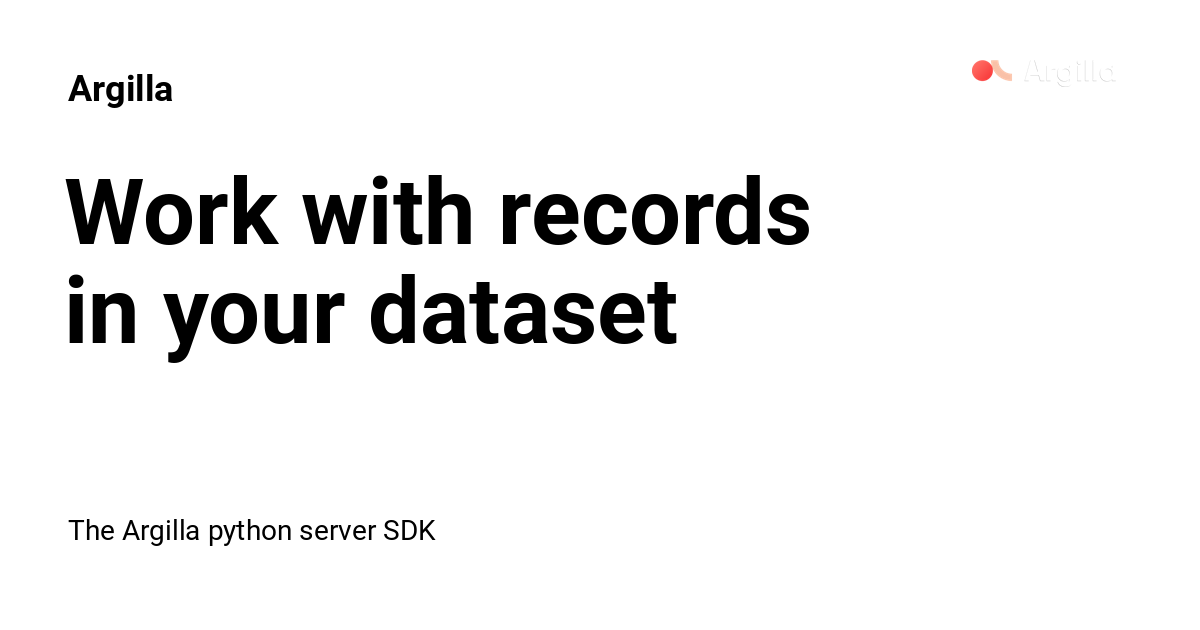 Argilla
Argilla
Work with records
in your dataset
The Argilla python server SDK